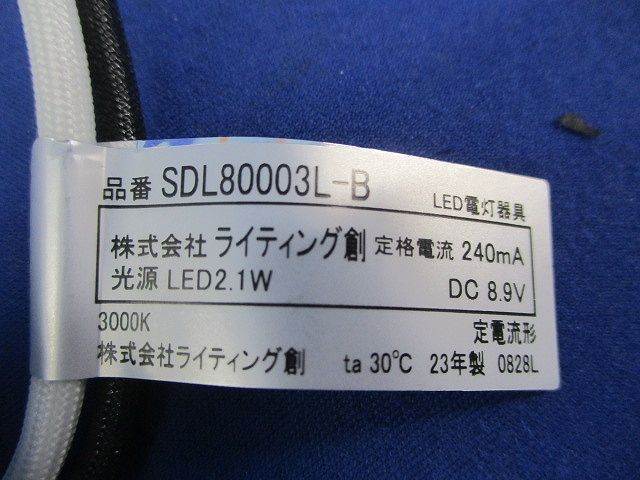 品番 SDL80003L-B LED電灯器具
株式会社 ライティング創 定格電流 240mA
光源 LED2.1W DC 8.9V
3000K 定電流形
株式会社ライティング創 ta 30℃ 23年製 0828L